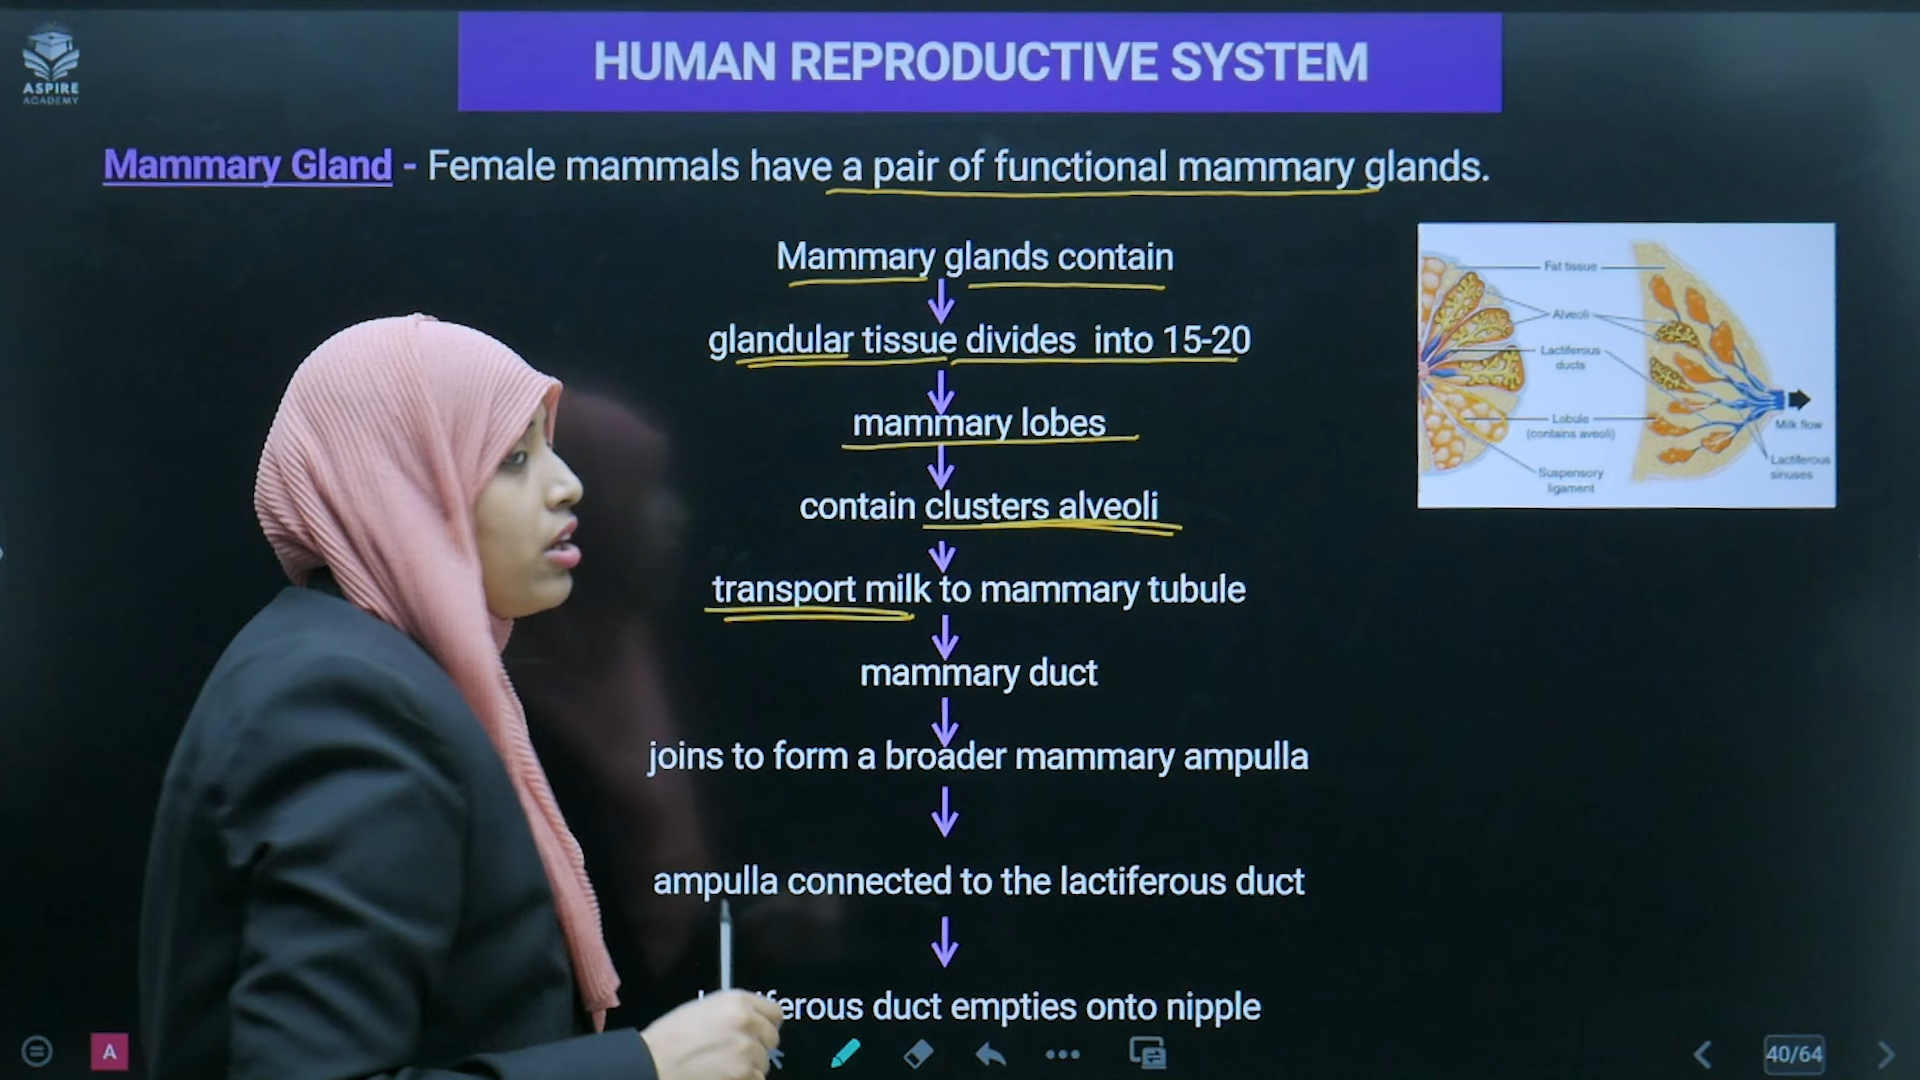 ASPIRE
ACADEMY
HUMAN REPRODUCTIVE SYSTEM
Mammary Gland - Female mammals have a pair of functional mammary glands.
Mammary glands contain
glandular tissue divides into 15-20
mammary lobes
contain clusters alveoli
transport milk to mammary tubule
mammary duct
joins to form a broader mammary ampulla
ampulla connected to the lactiferous duct
duct empties onto nipple
Fat tissue
Alveoli
Lactiferous
ducts
Lobule
(contains aveoli)
Suspensory
ligament
Milk flow
Lactiferous
sinuses
A
40/64